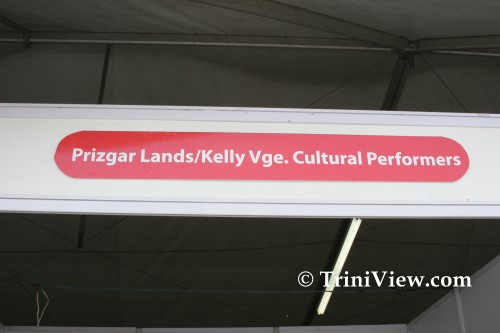 Prizgar Lands/Kelly Vge. Cultural Performers
© TriniView.com